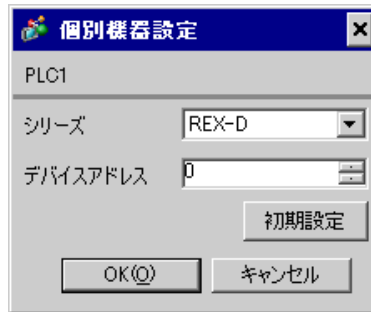 個別機器設定
PLC1
シリーズ REX-D
デバイスアドレス 0
初期設定
OK(O) キャンセル